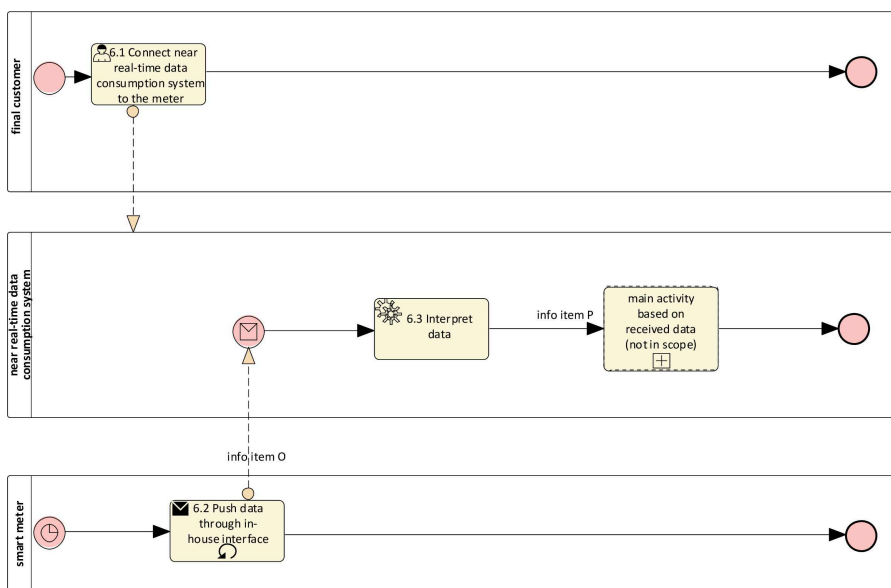 final customer
6.1 Connect near
real-time data
consumption system
to the meter
near real-time data
consumption system
6.3 Interpret
data
info item P
main activity
based on
received data
(not in scope)
info item O
smart meter
6.2 Push data
through in-
house interface